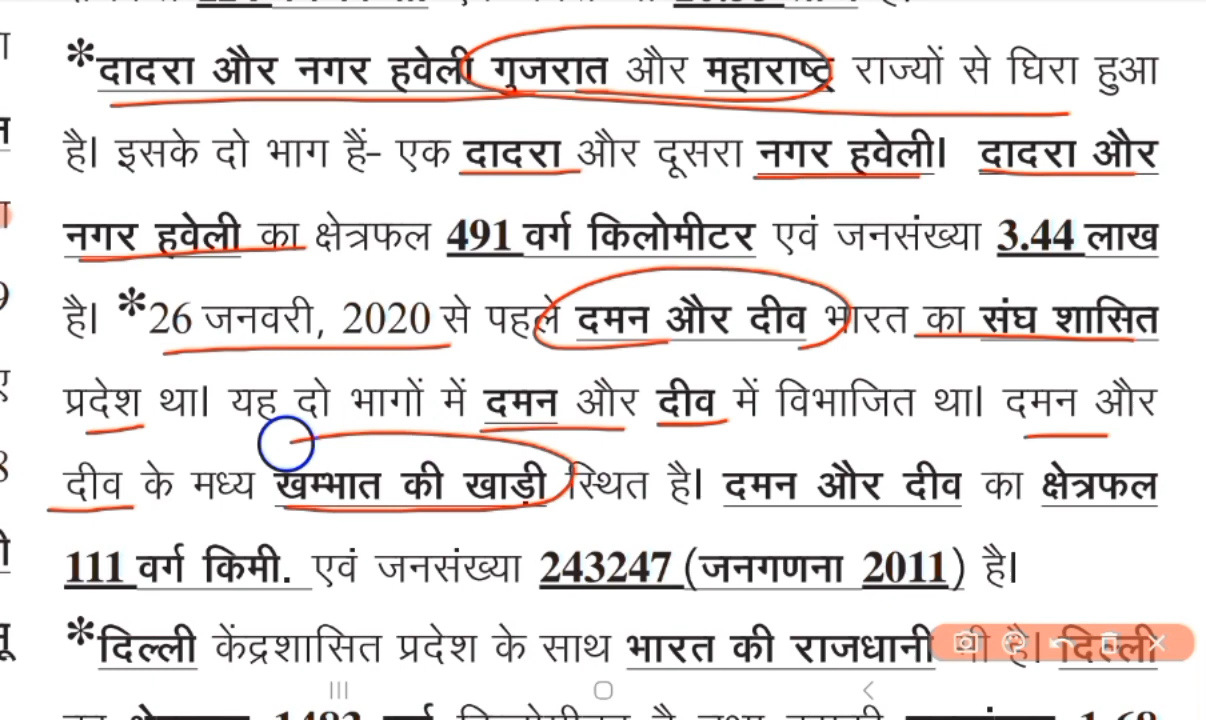 *दादरा और नगर हवेली गुजरात और महाराष्ट्र राज्यों से घिरा हुआ
है। इसके दो भाग हैं- एक दादरा और दूसरा नगर हवेली। दादरा और
नगर हवेली का क्षेत्रफल 491 वर्ग किलोमीटर एवं जनसंख्या 3.44 लाख
है। *26 जनवरी, 2020 से पहले दमन और दीव भारत का संघ शासित
प्रदेश था। यह दो भागों में दमन और दीव में विभाजित था। दमन और
दीव के मध्य खम्भात की खाड़ी स्थित है। दमन और दीव का क्षेत्रफल
111 वर्ग किमी. एवं जनसंख्या 243247 (जनगणना 2011) है।
*दिल्ली केंद्रशासित प्रदेश के साथ भारत की राजधानी भी है। दिल्ली